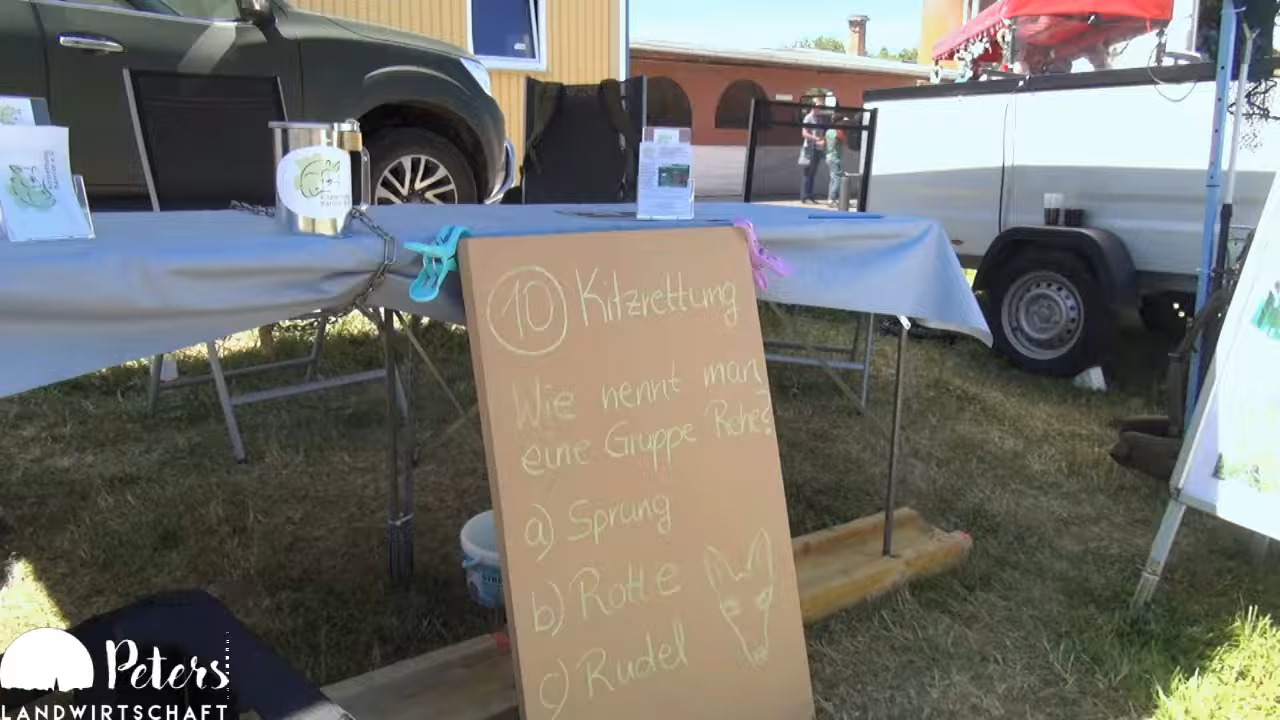 10 Kitzrettung
Wie nennt man
eine Gruppe Rehe?
a) Sprung
b) Rotte
c) Rudel
Peters
LANDWIRTSCHAFT